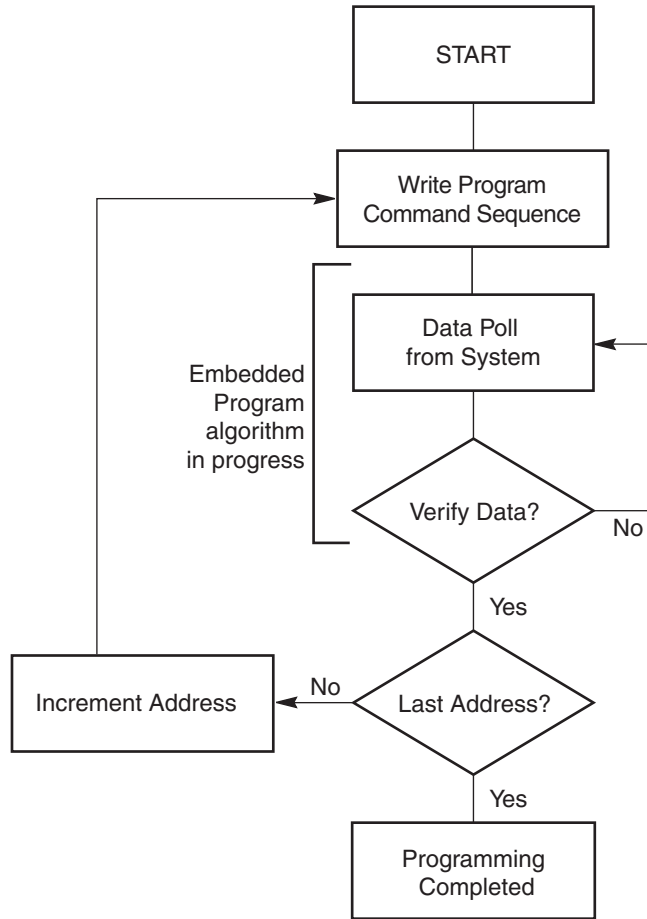 START
Write Program
Command Sequence
Data Poll
from System
Embedded
Program
algorithm
in progress
Verify Data?
No
Yes
Increment Address
No
Last Address?
Yes
Programming
Completed